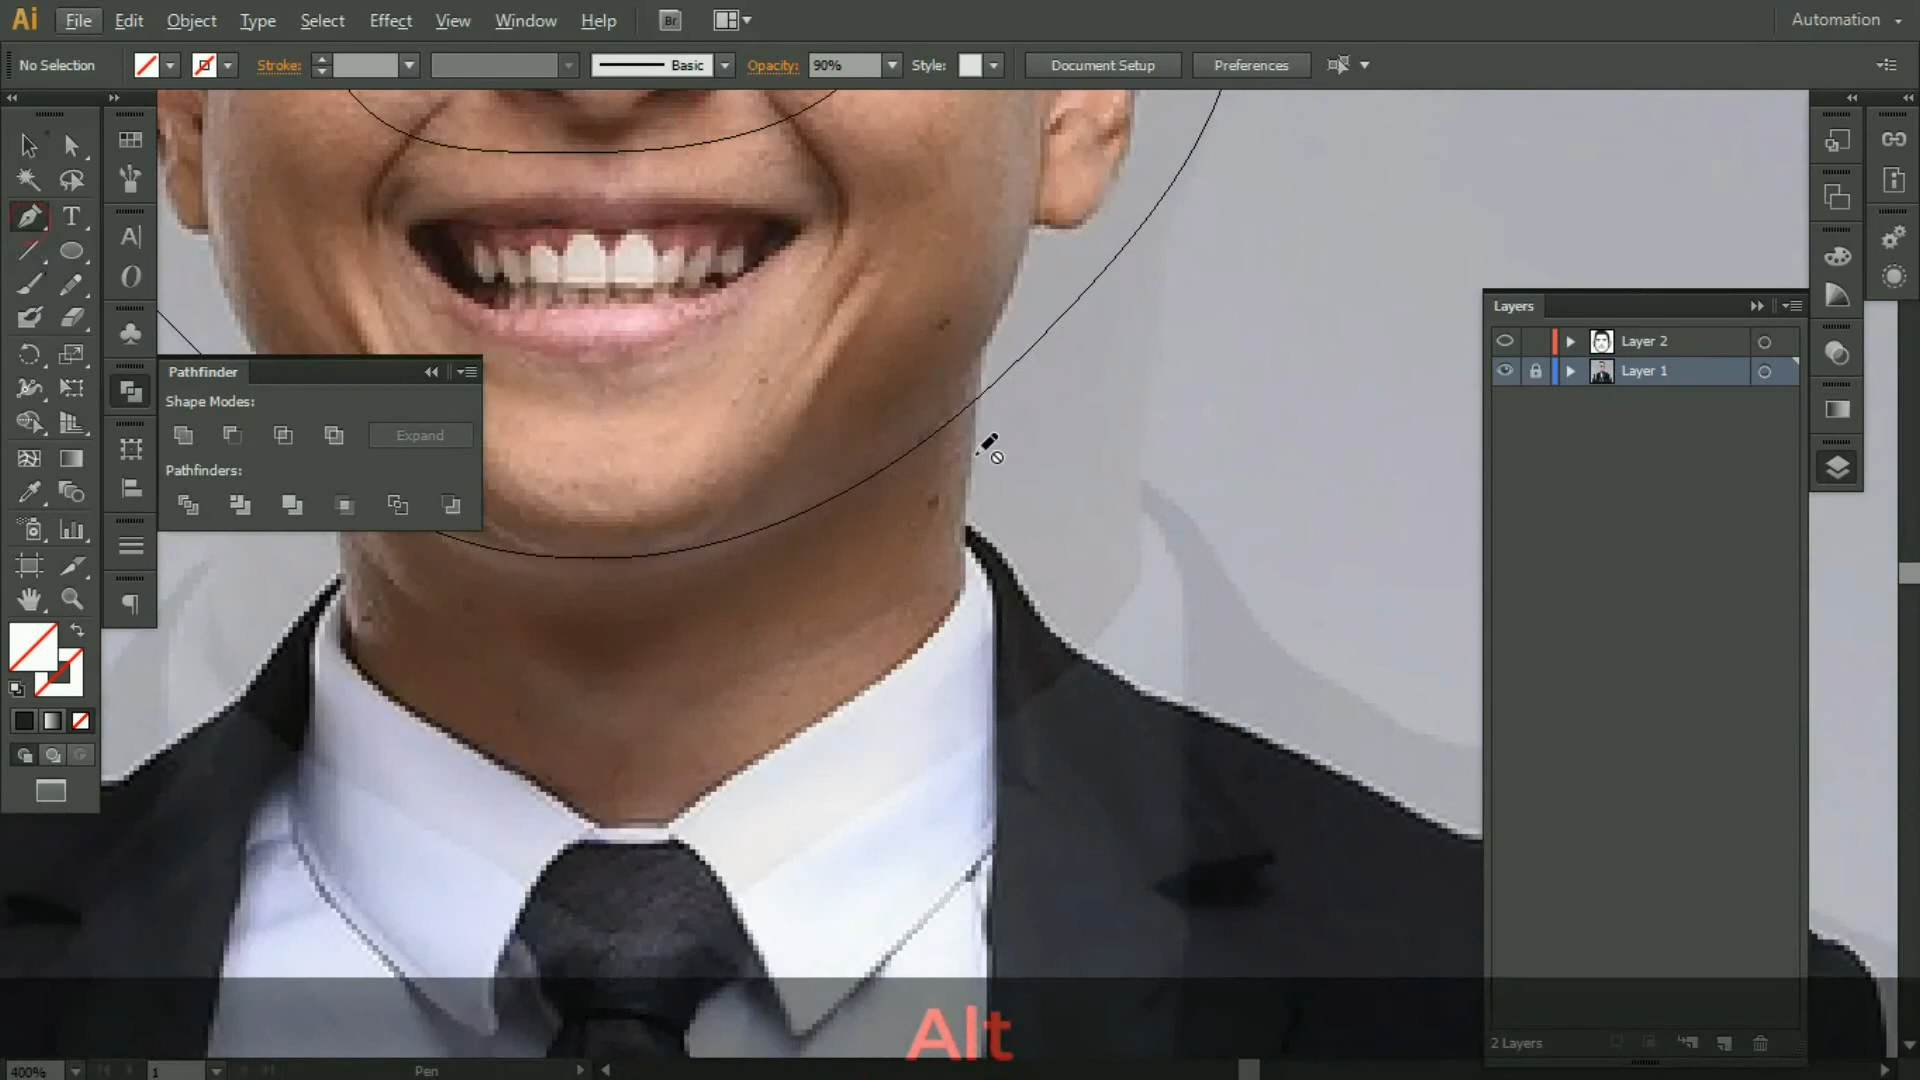 Ai File Edit Object Type Select Effect View Window Help Br Automation
No Selection Stroke: Basic Opacity: 90% Style: Document Setup Preferences
Layers
Layer 2
Layer 1
Pathfinder
Shape Modes:
Expand
Pathfinders:
Alt
2 Layers
400% 1 Pen